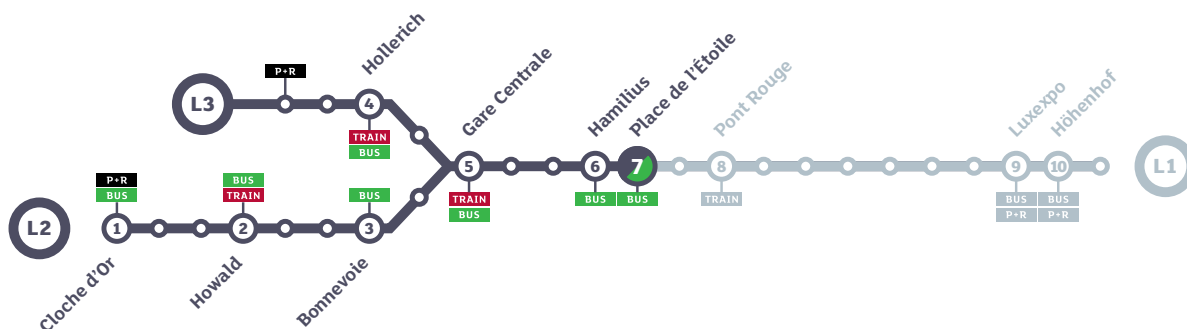 Hollerich
Gare Centrale
Hamilius
Place de l'Étoile
Pont Rouge
Luxexpo
Höhenhof
P+R
L3
4
TRAIN
BUS
5
6
7
8
9
10
L1
TRAIN
BUS
BUS
BUS
TRAIN
BUS
P+R
BUS
P+R
P+R
BUS
BUS
TRAIN
BUS
L2
1
2
3
Cloche d'Or
Howald
Bonnevoie